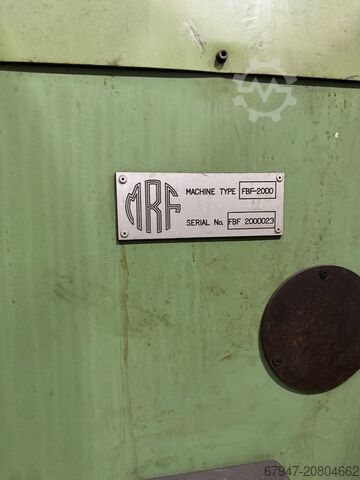 MRF
MACHINE TYPE FBF-2000
SERIAL No. FBF 2000023
67947-20804662